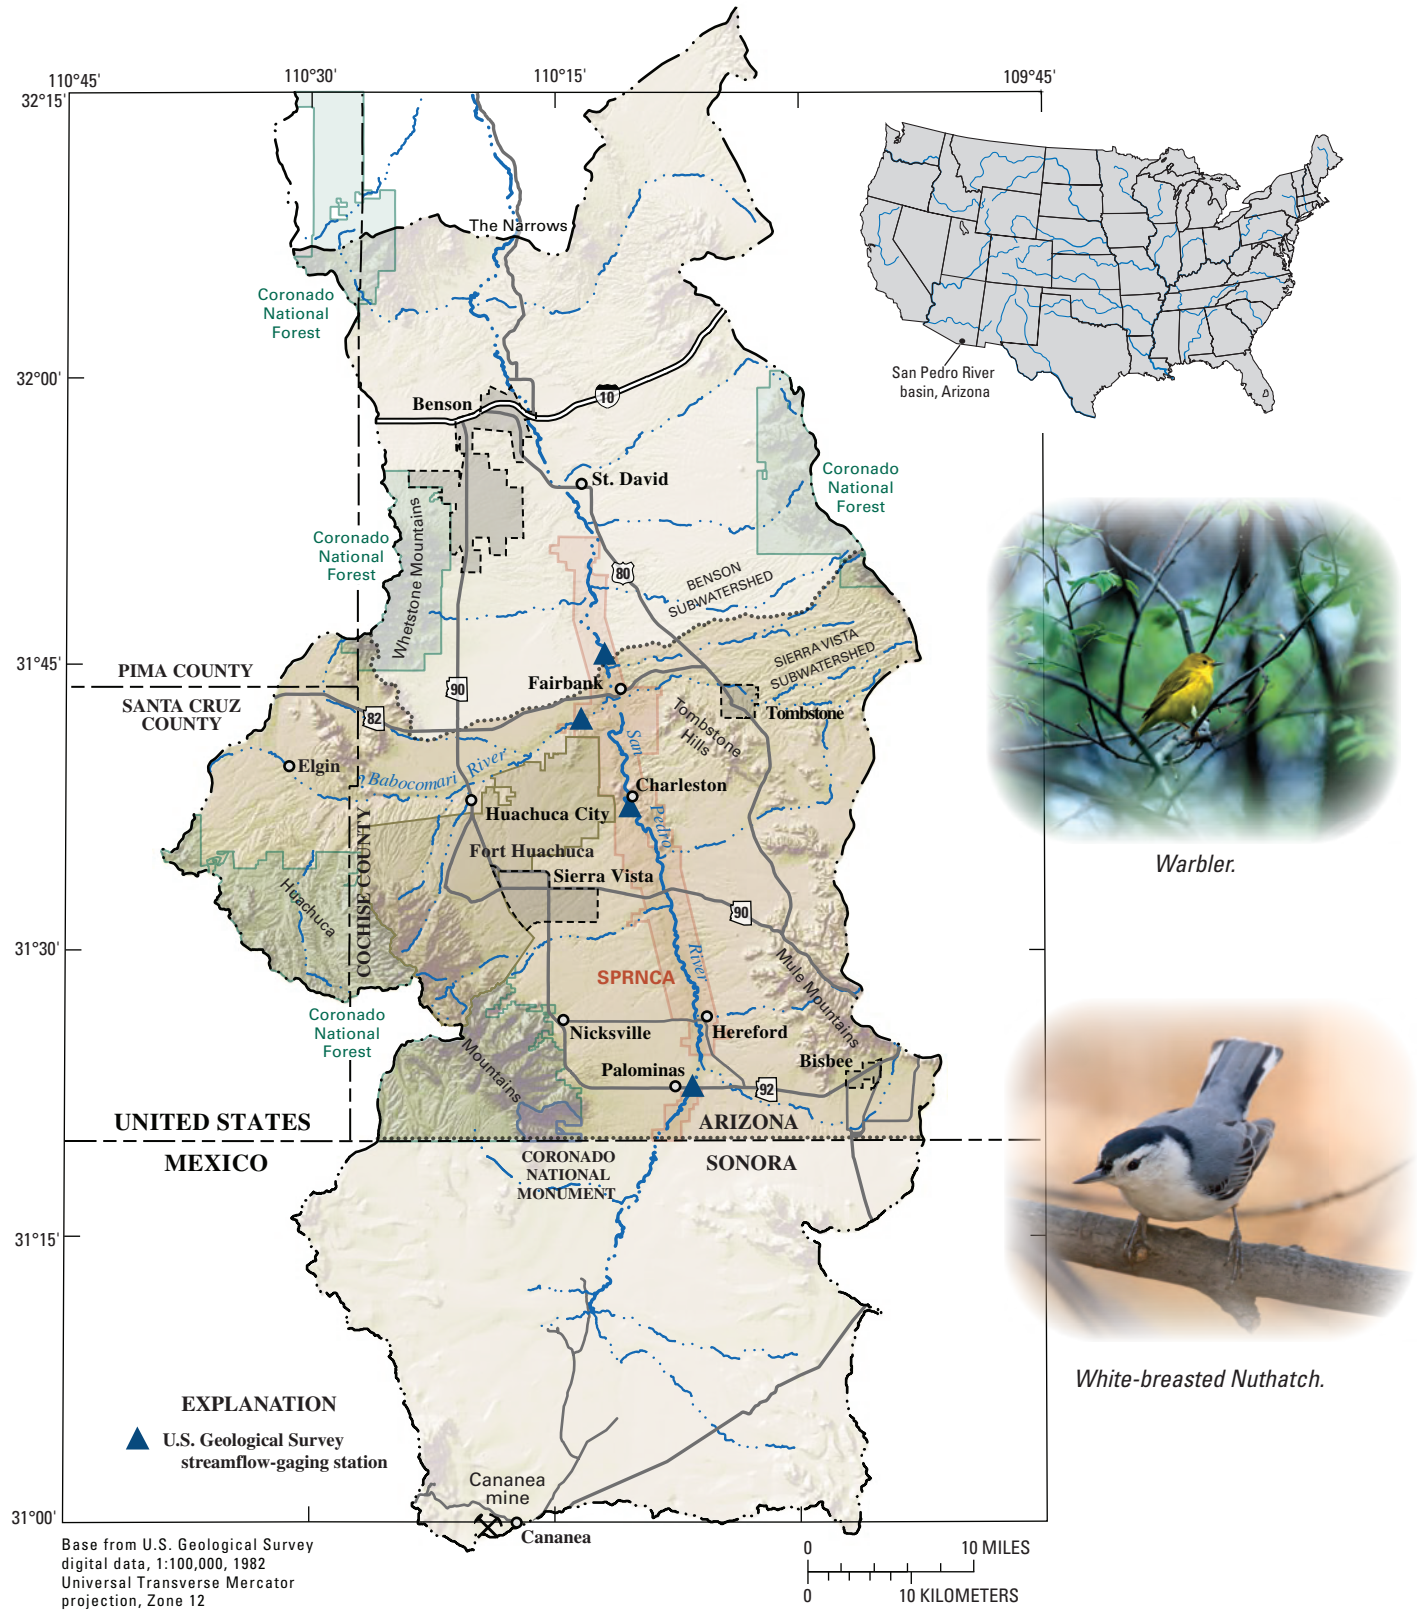 110°45'
110°30'
110°15'
109°45'
32°15'
The Narrows
Coronado
National
Forest
San Pedro River
basin, Arizona
32°00'
10
Benson
St. David
Coronado
National
Forest
Coronado
National
Forest
Whetstone Mountains
80
BENSON
SUBWATERSHED
SIERRA VISTA
SUBWATERSHED
31°45'
PIMA COUNTY
SANTA CRUZ
COUNTY
90
82
Fairbank
Tombstone
Tombstone
Hills
San
Elgin
Babocomari River
Charleston
Huachuca City
Pedro
Fort Huachuca
Sierra Vista
COCHISE COUNTY
Huachuca
90
Warbler.
31°30'
River
SPRNCA
Mule Mountains
Coronado
National
Forest
Nicksville
Hereford
Mountains
Palominas
Bisbee
92
UNITED STATES
ARIZONA
MEXICO
SONORA
CORONADO
NATIONAL
MONUMENT
31°15'
White-breasted Nuthatch.
EXPLANATION
U.S. Geological Survey
streamflow-gaging station
Cananea
mine
31°00'
Cananea
Base from U.S. Geological Survey
digital data, 1:100,000, 1982
Universal Transverse Mercator
projection, Zone 12
0 10 MILES
0 10 KILOMETERS